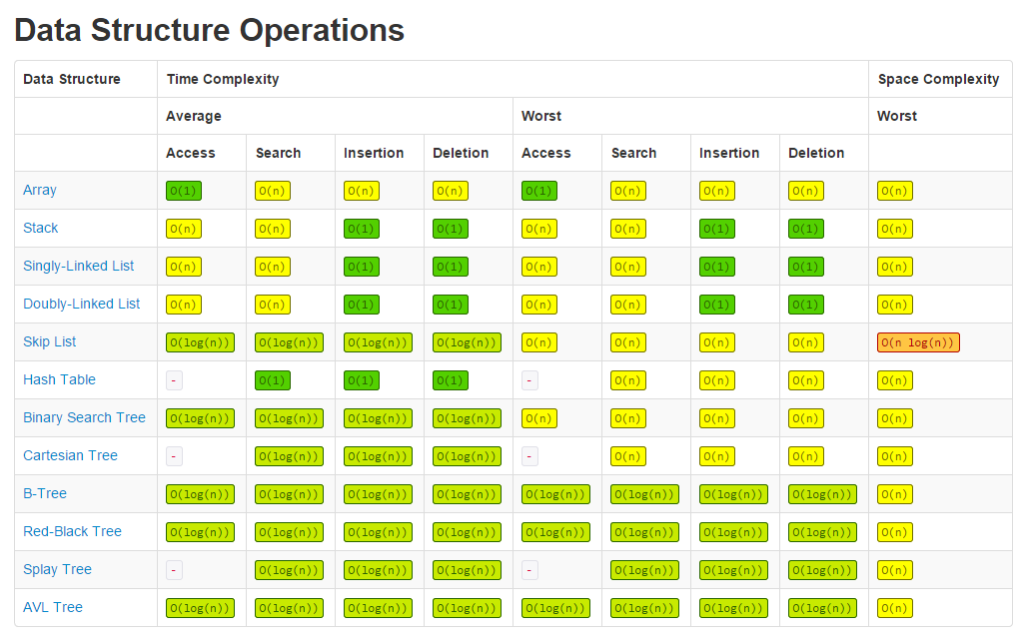 Data Structure Operations
Data Structure Time Complexity Space Complexity
Average Worst Worst
Access Search Insertion Deletion Access Search Insertion Deletion
Array O(1) O(n) O(n) O(n) O(1) O(n) O(n) O(n) O(n)
Stack O(n) O(n) O(1) O(1) O(n) O(n) O(1) O(1) O(n)
Singly-Linked List O(n) O(n) O(1) O(1) O(n) O(n) O(1) O(1) O(n)
Doubly-Linked List O(n) O(n) O(1) O(1) O(n) O(n) O(1) O(1) O(n)
Skip List O(log(n)) O(log(n)) O(log(n)) O(log(n)) O(n) O(n) O(n) O(n) O(n log(n))
Hash Table - O(1) O(1) O(1) - O(n) O(n) O(n) O(n)
Binary Search Tree O(log(n)) O(log(n)) O(log(n)) O(log(n)) O(n) O(n) O(n) O(n) O(n)
Cartesian Tree - O(log(n)) O(log(n)) O(log(n)) - O(n) O(n) O(n) O(n)
B-Tree O(log(n)) O(log(n)) O(log(n)) O(log(n)) O(log(n)) O(log(n)) O(log(n)) O(log(n)) O(n)
Red-Black Tree O(log(n)) O(log(n)) O(log(n)) O(log(n)) O(log(n)) O(log(n)) O(log(n)) O(log(n)) O(n)
Splay Tree - O(log(n)) O(log(n)) O(log(n)) - O(log(n)) O(log(n)) O(log(n)) O(n)
AVL Tree O(log(n)) O(log(n)) O(log(n)) O(log(n)) O(log(n)) O(log(n)) O(log(n)) O(log(n)) O(n)